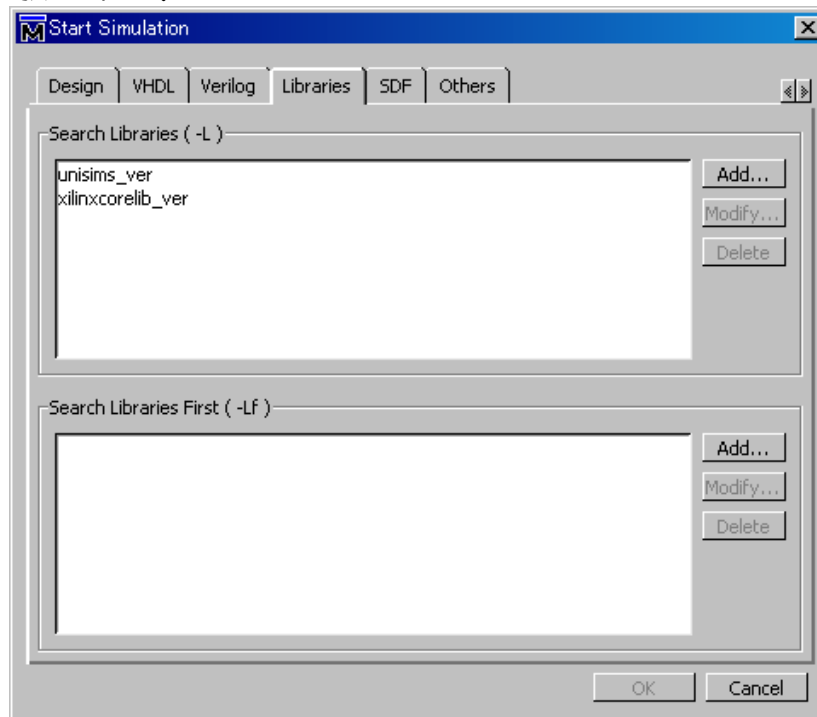 Start Simulation
Design VHDL Verilog Libraries SDF Others
Search Libraries ( -L )
unisims_ver
xilinxcorelib_ver
Add...
Modify...
Delete
Search Libraries First ( -Lf )
Add...
Modify...
Delete
OK Cancel